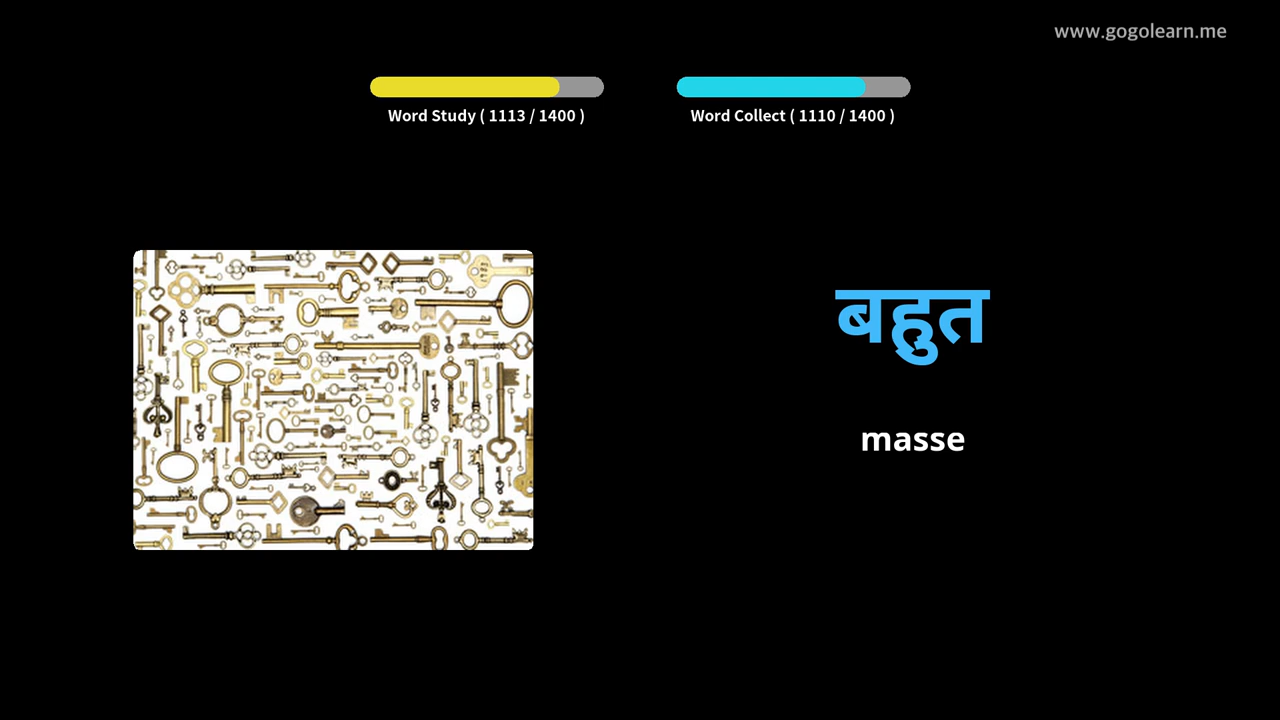 www.gogolearn.me
Word Study ( 1113 / 1400 )
Word Collect ( 1110 / 1400 )
बहुत
masse